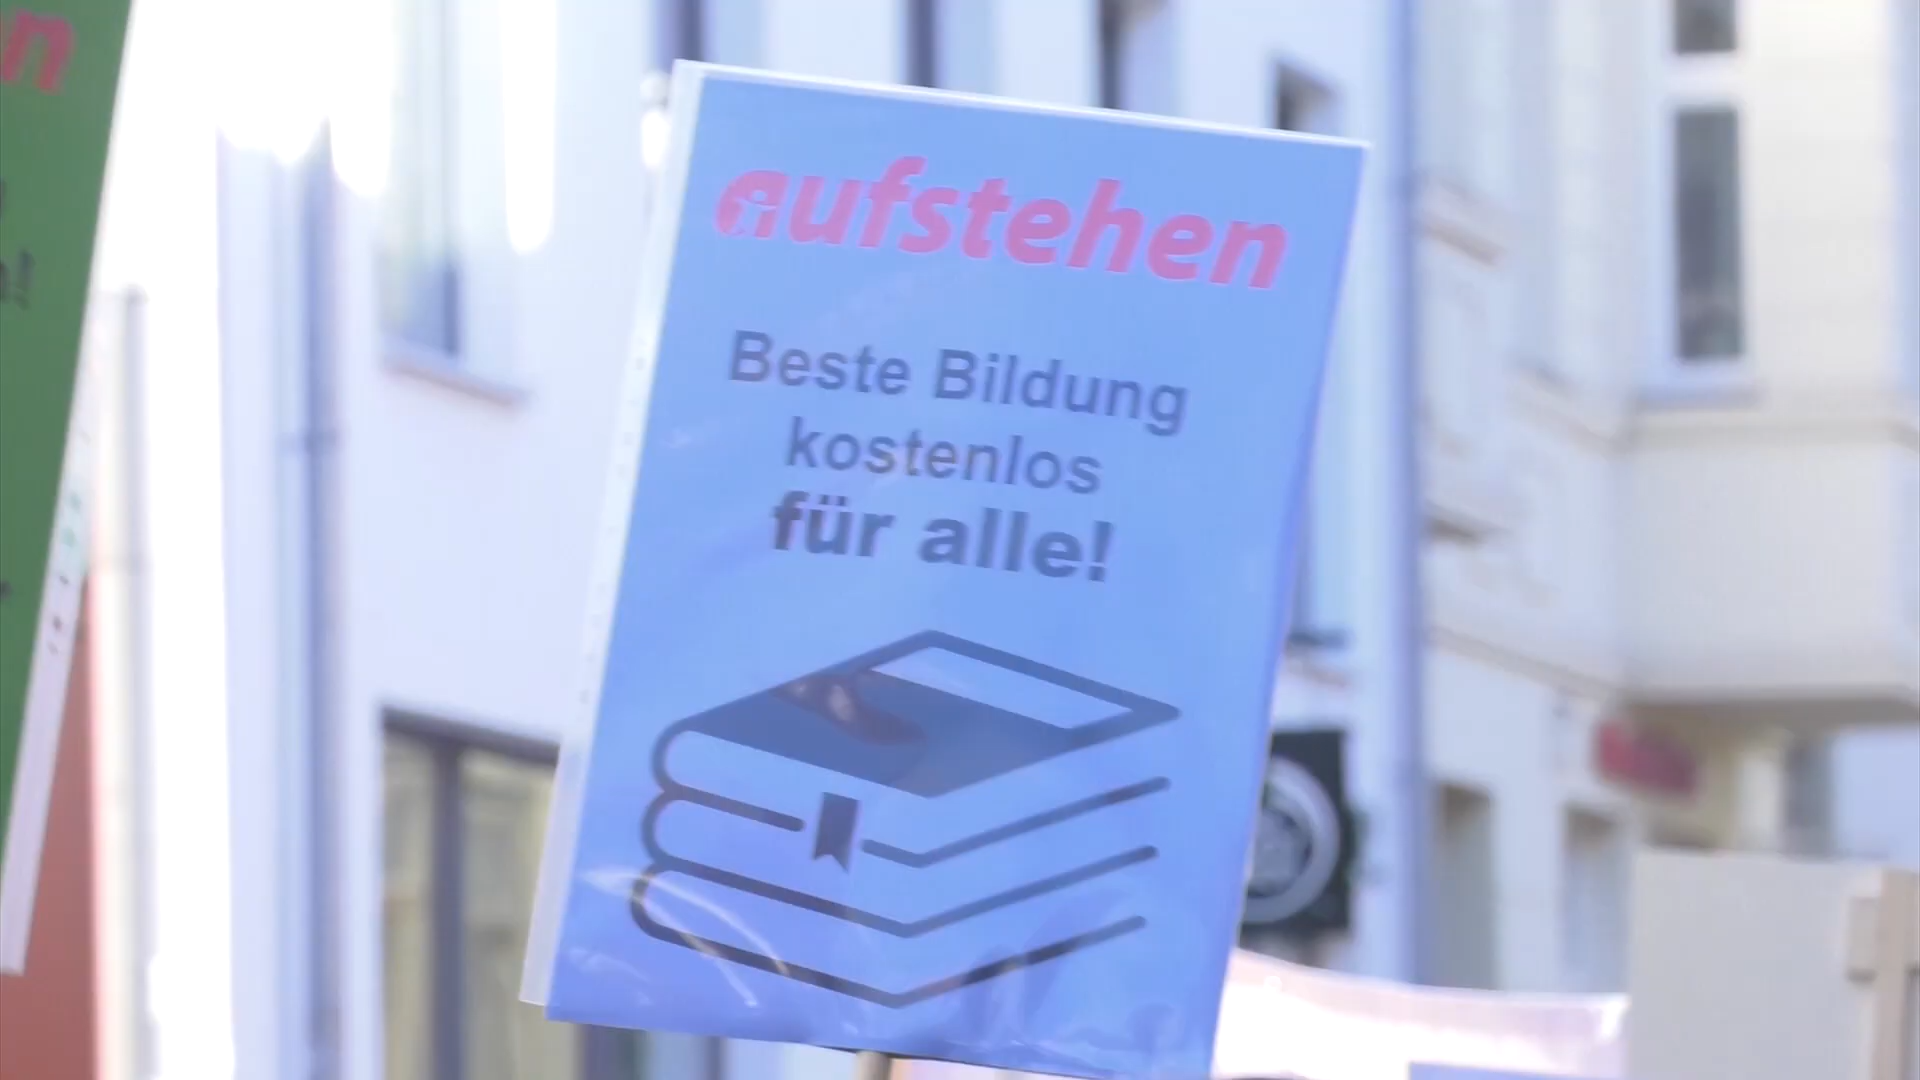 aufstehen
Beste Bildung
kostenlos
für alle!